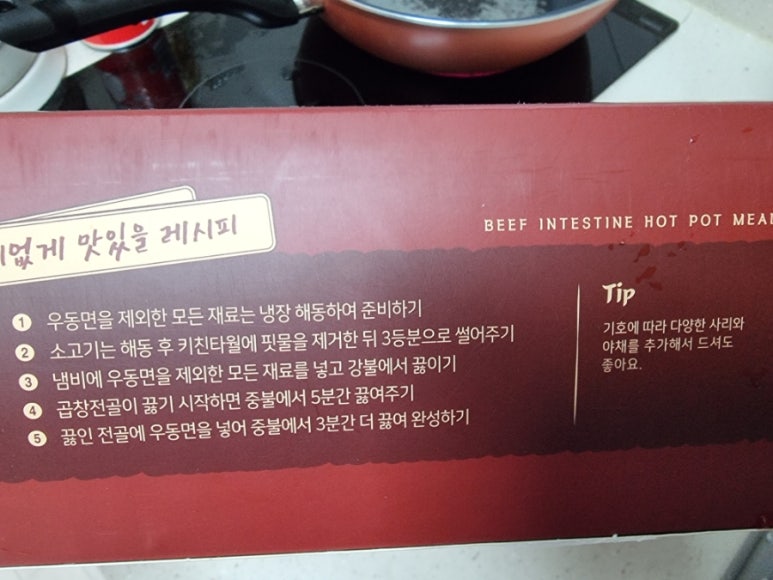 맛있을 레시피
BEEF INTESTINE HOT POT
1 우동면을 제외한 모든 재료는 냉장 해동하여 준비하기
2 소고기는 해동 후 키친타월에 핏물을 제거한 뒤 3등분으로 썰어주기
3 냄비에 우동면을 제외한 모든 재료를 넣고 강불에서 끓이기
4 곱창전골이 끓기 시작하면 중불에서 5분간 끓여주기
5 끓인 전골에 우동면을 넣어 중불에서 3분간 더 끓여 완성하기
Tip
기호에 따라 다양한 사리와
야채를 추가해서 드셔도
좋아요.